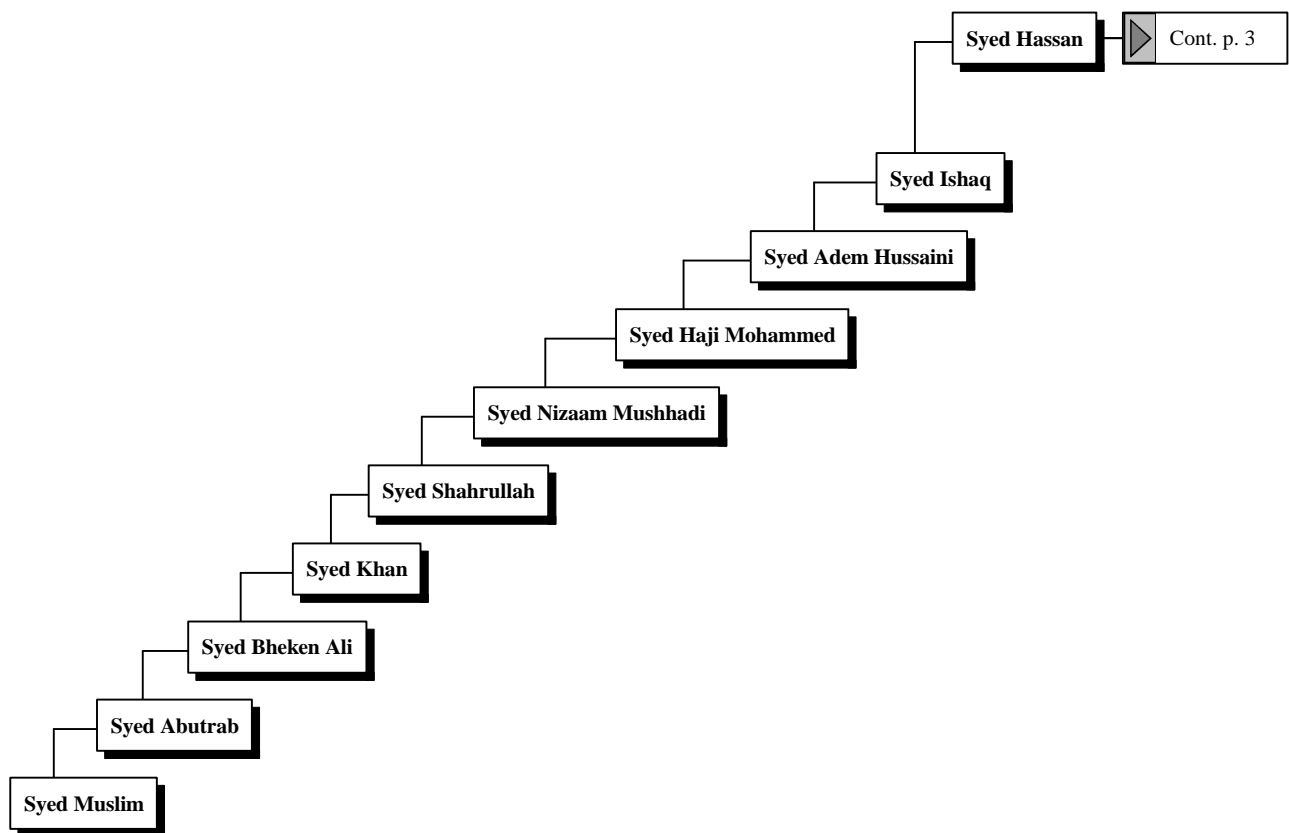 Syed Hassan
Cont. p. 3
Syed Ishaq
Syed Adem Hussaini
Syed Haji Mohammed
Syed Nizaam Mushhadi
Syed Shahrullah
Syed Khan
Syed Bheken Ali
Syed Abutrab
Syed Muslim